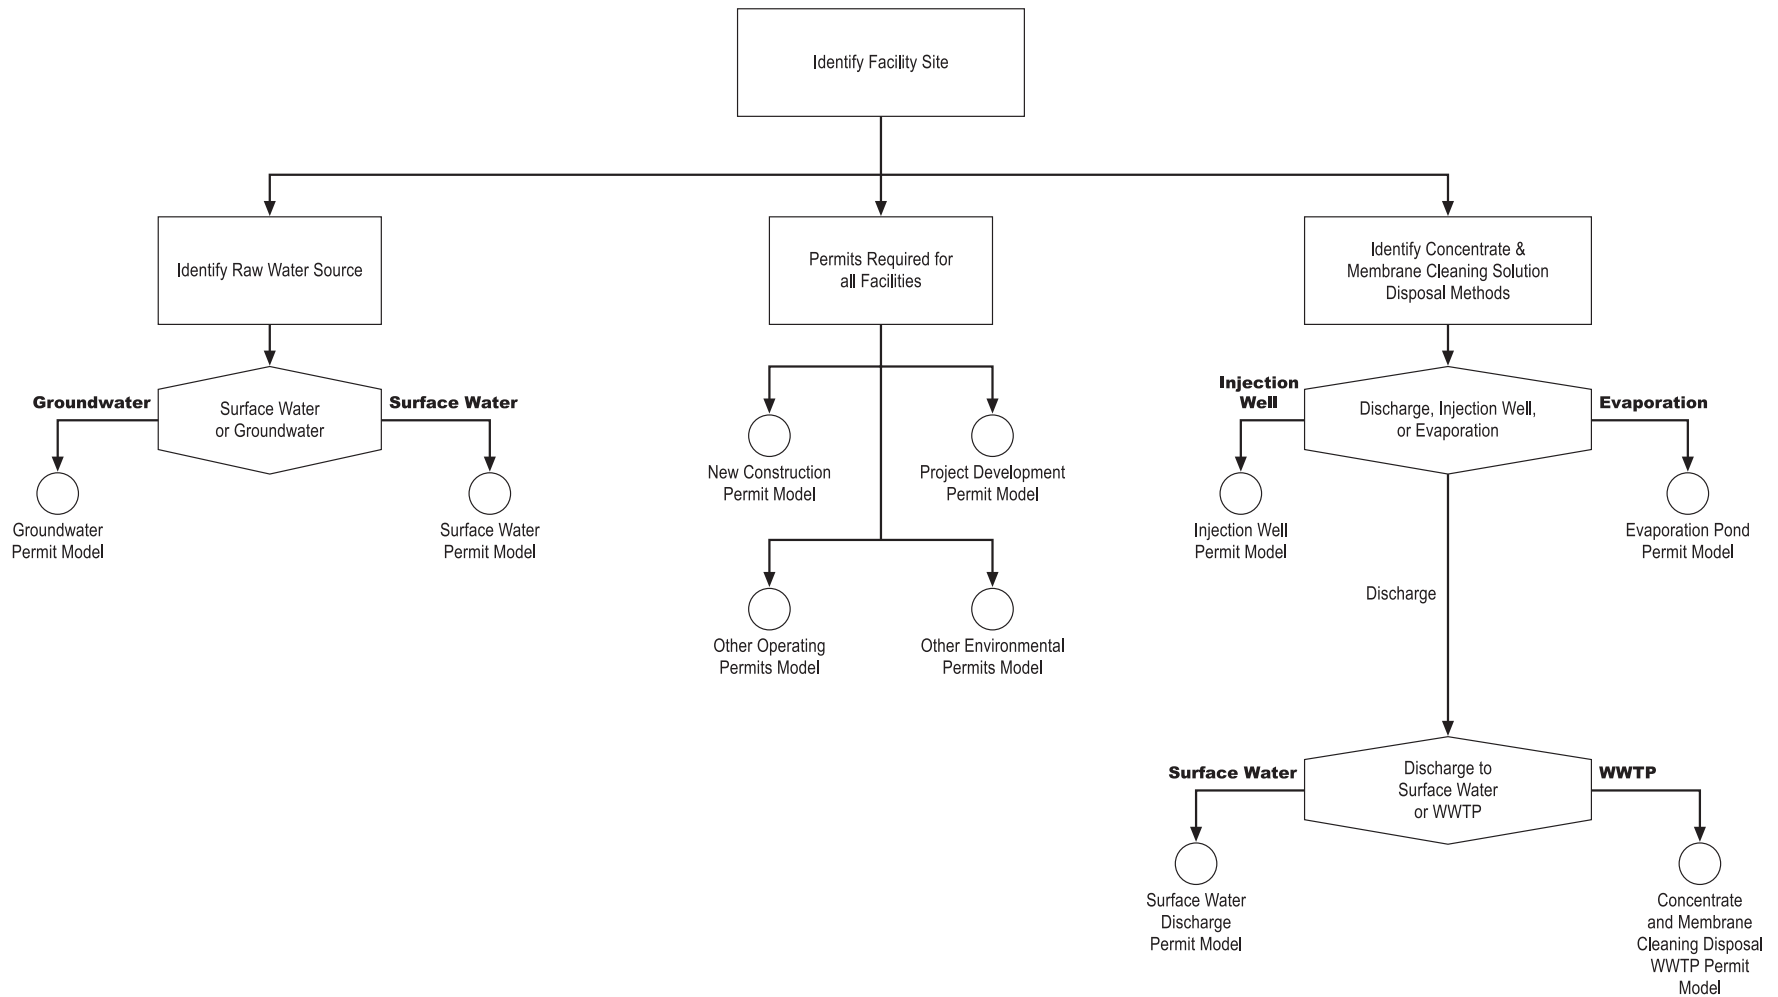 Identify Facility Site
Identify Raw Water Source
Permits Required for
all Facilities
Identify Concentrate &
Membrane Cleaning Solution
Disposal Methods
Groundwater
Surface Water
or Groundwater
Surface Water
Groundwater
Permit Model
Surface Water
Permit Model
New Construction
Permit Model
Project Development
Permit Model
Other Operating
Permits Model
Other Environmental
Permits Model
Injection
Well
Discharge, Injection Well,
or Evaporation
Evaporation
Injection Well
Permit Model
Evaporation Pond
Permit Model
Discharge
Surface Water
Discharge to
Surface Water
or WWTP
WWTP
Surface Water
Discharge
Permit Model
Concentrate
and Membrane
Cleaning Disposal
WWTP Permit
Model